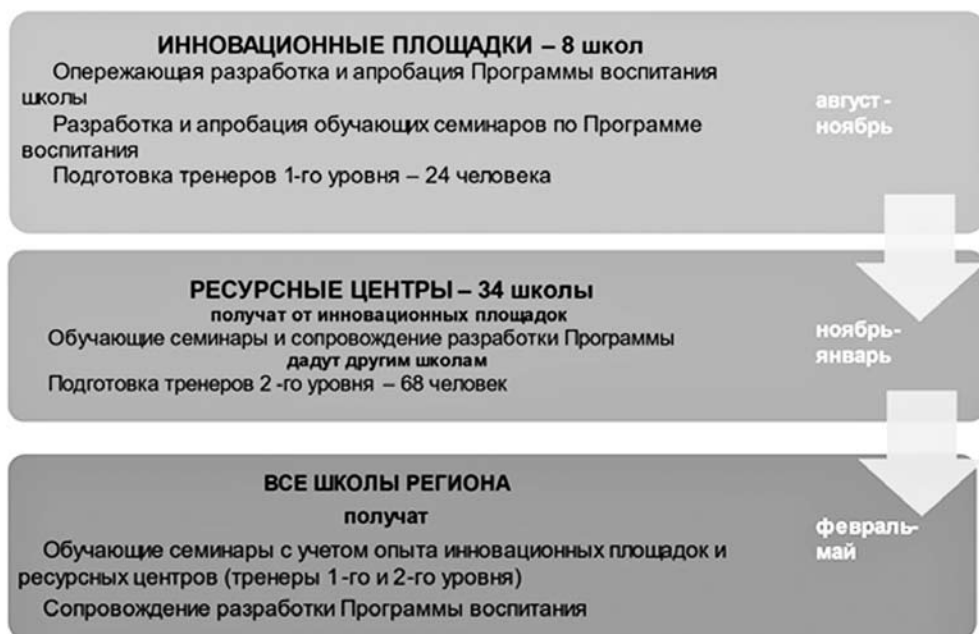 ИННОВАЦИОННЫЕ ПЛОЩАДКИ – 8 школ
Опережающая разработка и апробация Программы воспитания
школы
Разработка и апробация обучающих семинаров по Программе
воспитания
Подготовка тренеров 1-го уровня – 24 человека
август-
ноябрь
РЕСУРСНЫЕ ЦЕНТРЫ – 34 школы
получат от инновационных площадок
Обучающие семинары и сопровождение разработки Программы
дадут другим школам
Подготовка тренеров 2 -го уровня – 68 человек
ноябрь-
январь
ВСЕ ШКОЛЫ РЕГИОНА
получат
Обучающие семинары с учетом опыта инновационных площадок и
ресурсных центров (тренеры 1-го и 2-го уровня)
Сопровождение разработки Программы воспитания
февраль-
май